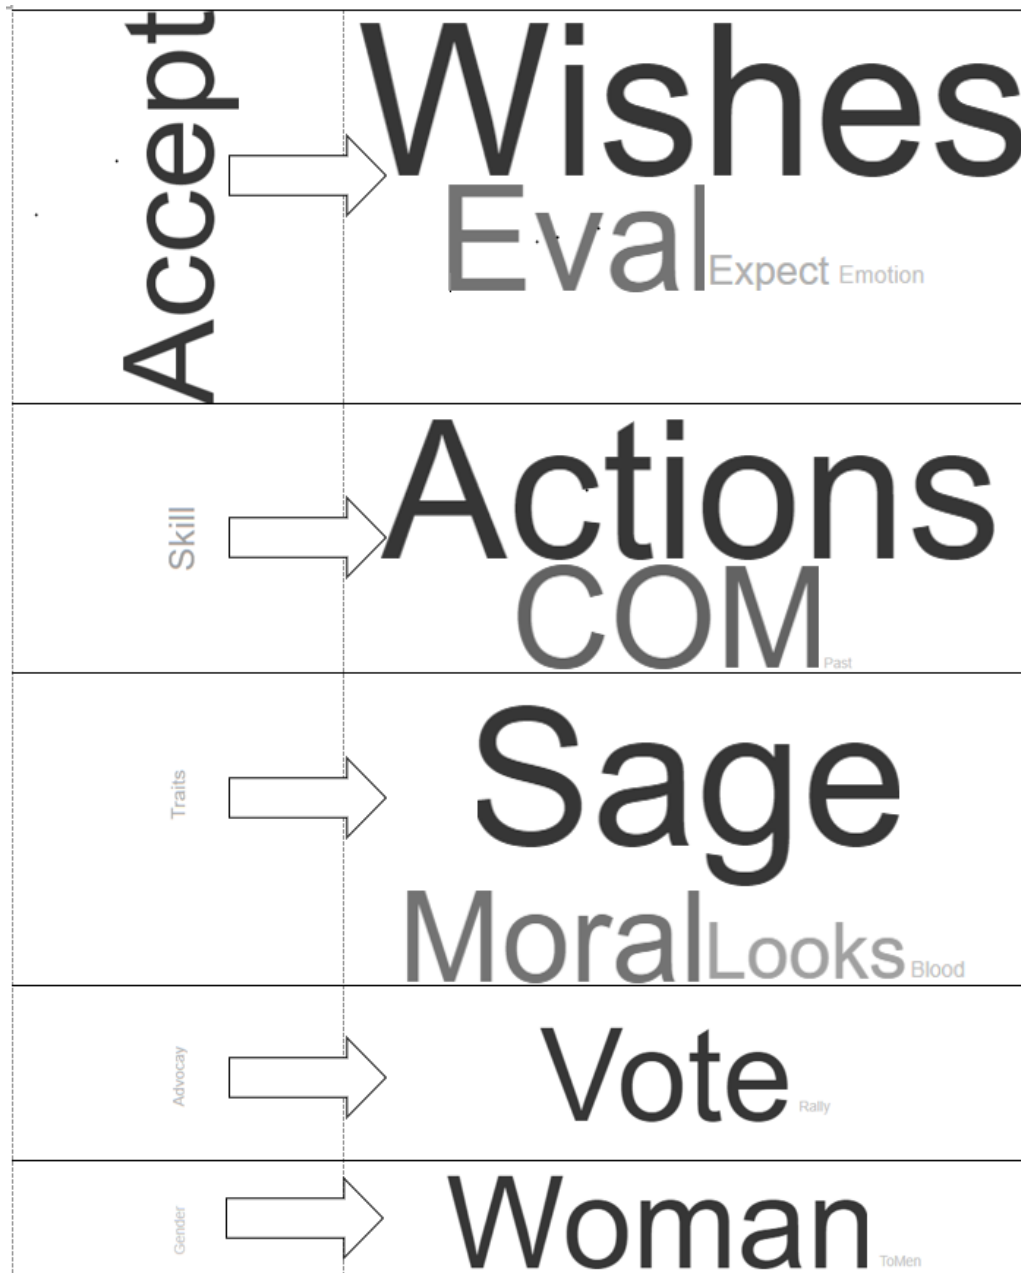 Accept
Wishes
Eval Expect Emotion
Skill
Actions
COM Past
Traits
Sage
Moral Looks Blood
Advocay
Vote Rally
Gender
Woman ToMen